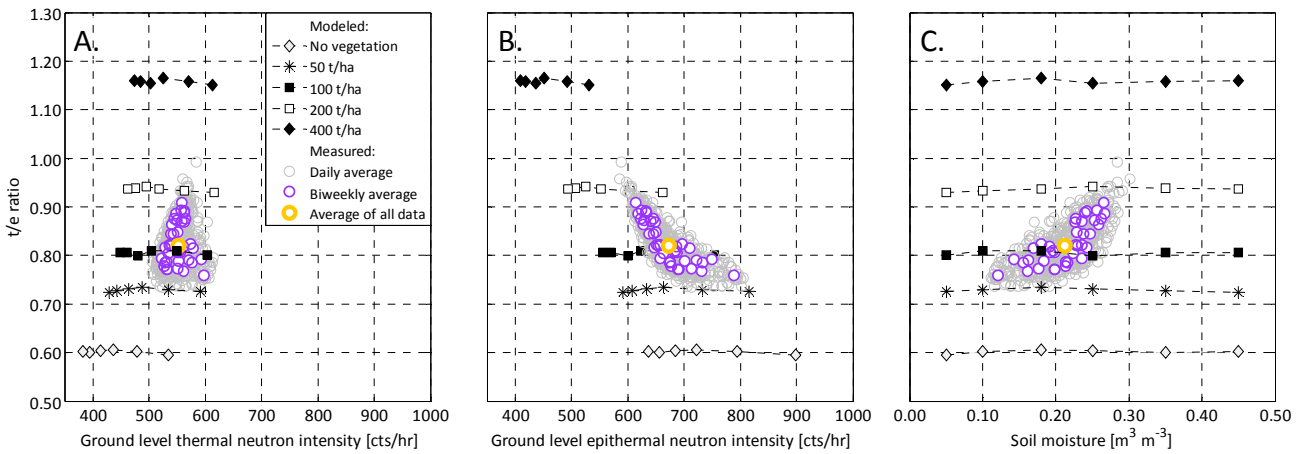 A.
B.
C.
1.30
1.20
1.10
1.00
0.90
0.80
0.70
0.60
0.50
t/e ratio
Modeled:
No vegetation
50 t/ha
100 t/ha
200 t/ha
400 t/ha
Measured:
Daily average
Biweekly average
Average of all data
400 500 600 700 800 900 1000
Ground level thermal neutron intensity [cts/hr]
400 500 600 700 800 900 1000
Ground level epithermal neutron intensity [cts/hr]
0.00 0.10 0.20 0.30 0.40 0.50
Soil moisture [m³ m⁻³]